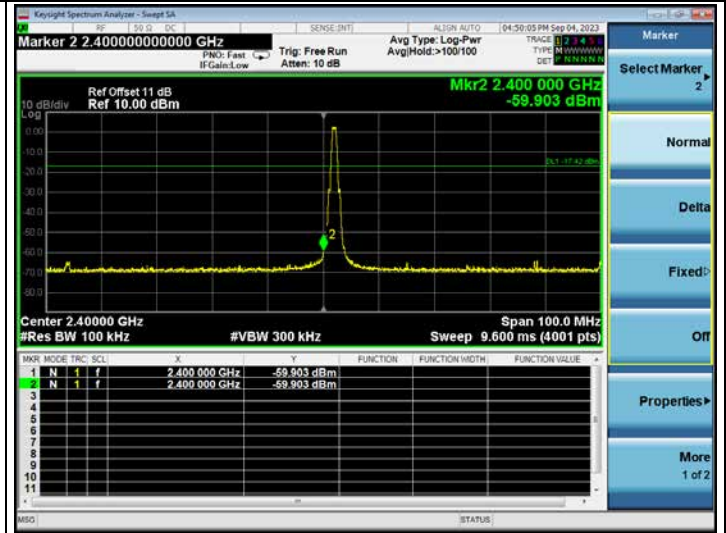 Keysight Spectrum Analyzer - Swept SA
RF 50 Ω DC SENSE:INT ALIGN AUTO 04:50:05 PM Sep 04, 2023
Marker 2 2.400000000000 GHz
PNO: Fast
IFGain:Low
Trig: Free Run
Atten: 10 dB
Avg Type: Log-Pwr
Avg|Hold:>100/100
TRACE 1 2 3 4 5 6
TYPE M WWWWW
DET P NNNNN
Mkr2 2.400 000 GHz
-59.903 dBm
Ref Offset 11 dB
10 dB/div Ref 10.00 dBm
Log
0.00
-10.0
-20.0
-30.0
-40.0
-50.0
-60.0
-70.0
-80.0
DL1 -17.42 dBm
2
Center 2.40000 GHz Span 100.0 MHz
#Res BW 100 kHz #VBW 300 kHz Sweep 9.600 ms (4001 pts)
MKR MODE TRC SCL X Y FUNCTION FUNCTION WIDTH FUNCTION VALUE
1 N 1 f 2.400 000 GHz -59.903 dBm
2 N 1 f 2.400 000 GHz -59.903 dBm
3
4
5
6
7
8
9
10
11
MSG STATUS
Marker
Select Marker
2
Normal
Delta
Fixed
Off
Properties
More
1 of 2